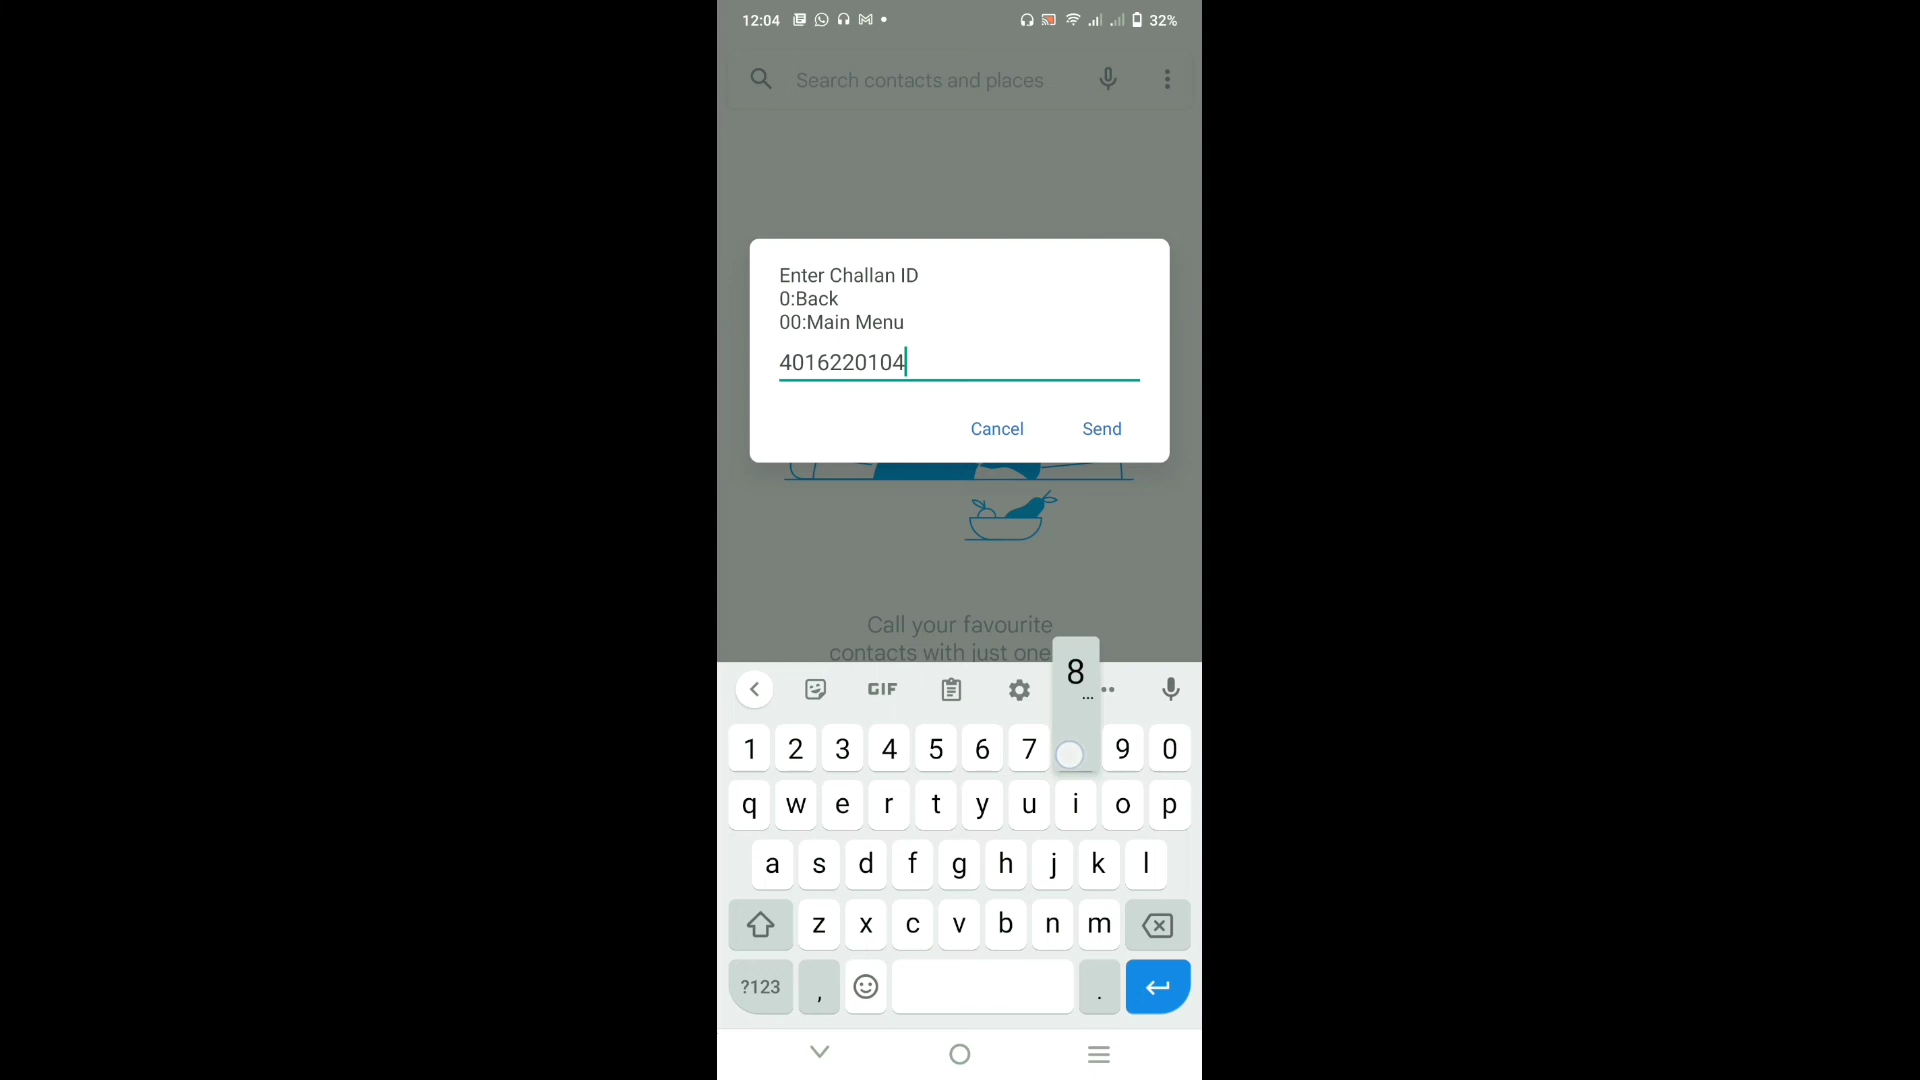 12:04
32%
Search contacts and places
Enter Challan ID
0:Back
00:Main Menu
4016220104
Cancel
Send
Call your favourite
contacts with just one
8
...
GIF
1 2 3 4 5 6 7 9 0
q w e r t y u i o p
a s d f g h j k l
z x c v b n m
?123 , .